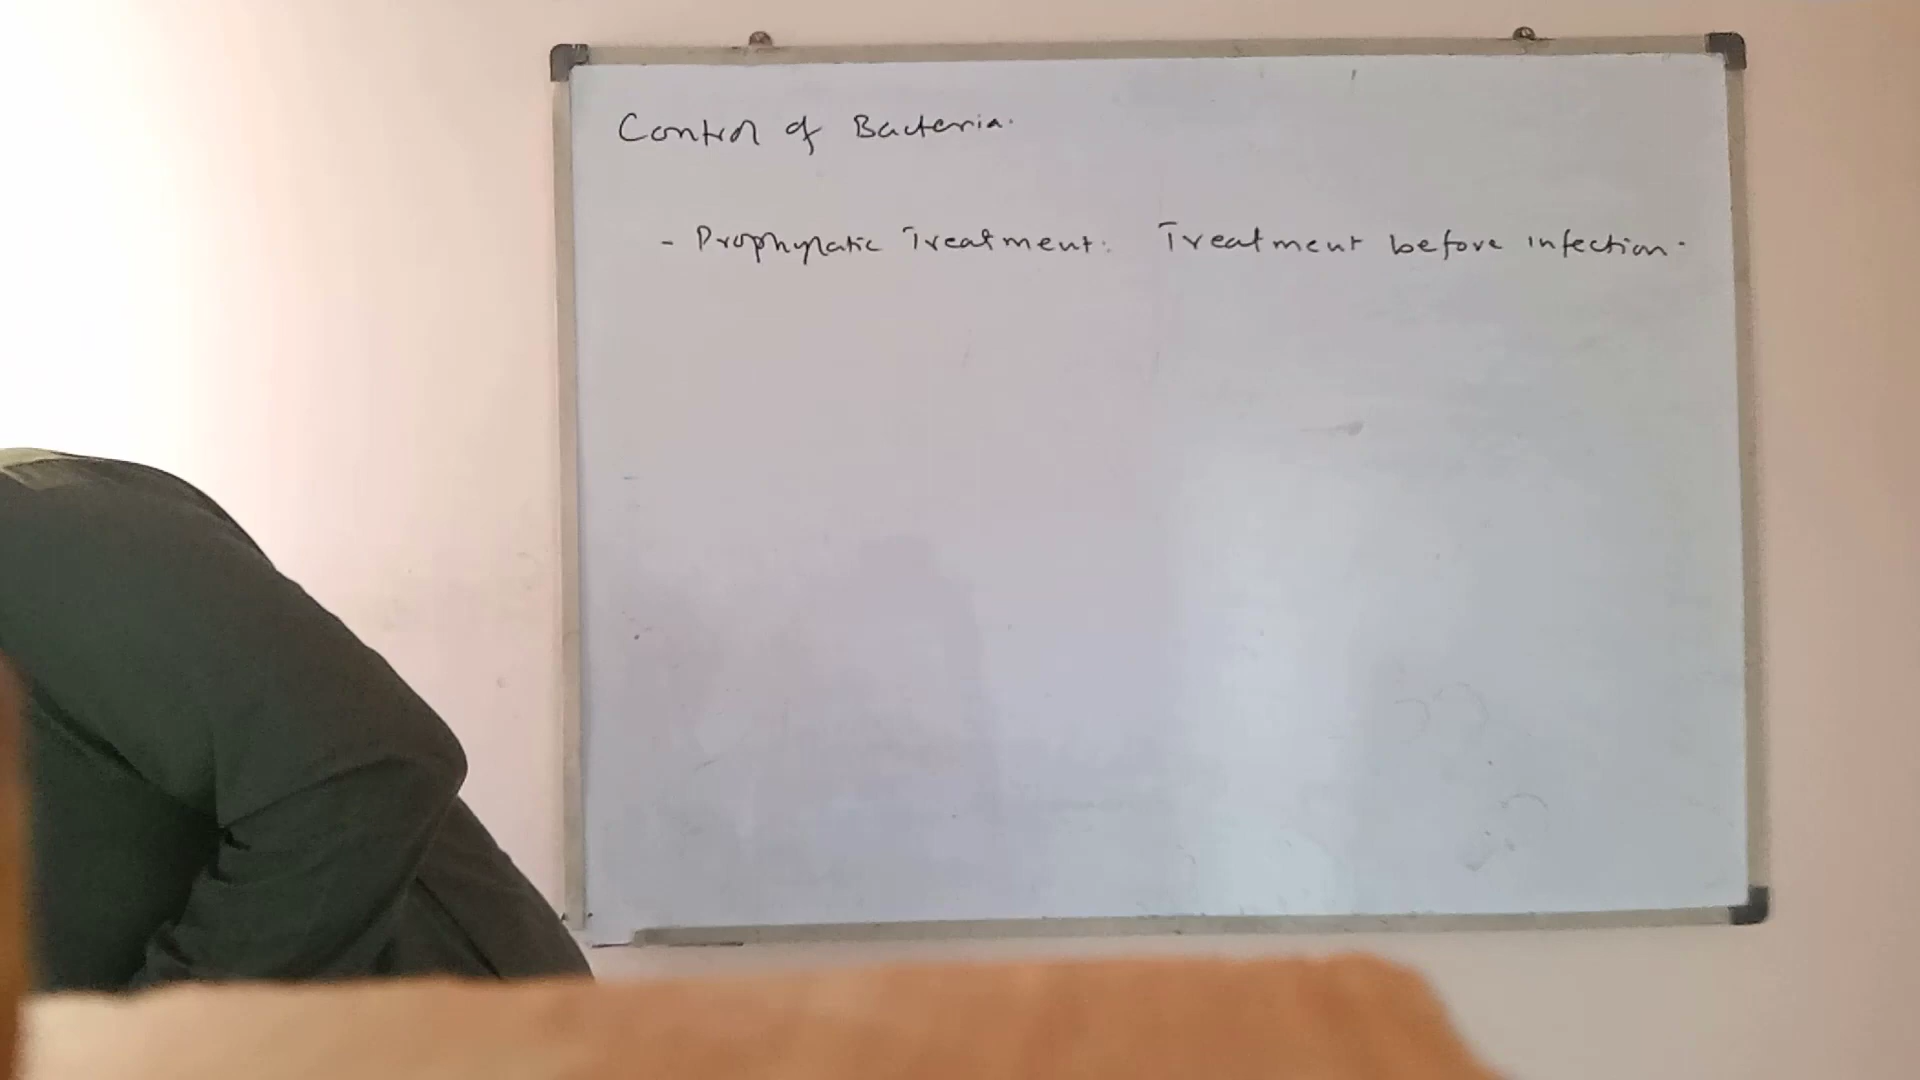 Control of Bacteria.
- Prophylatic Treatment: Treatment before infection.